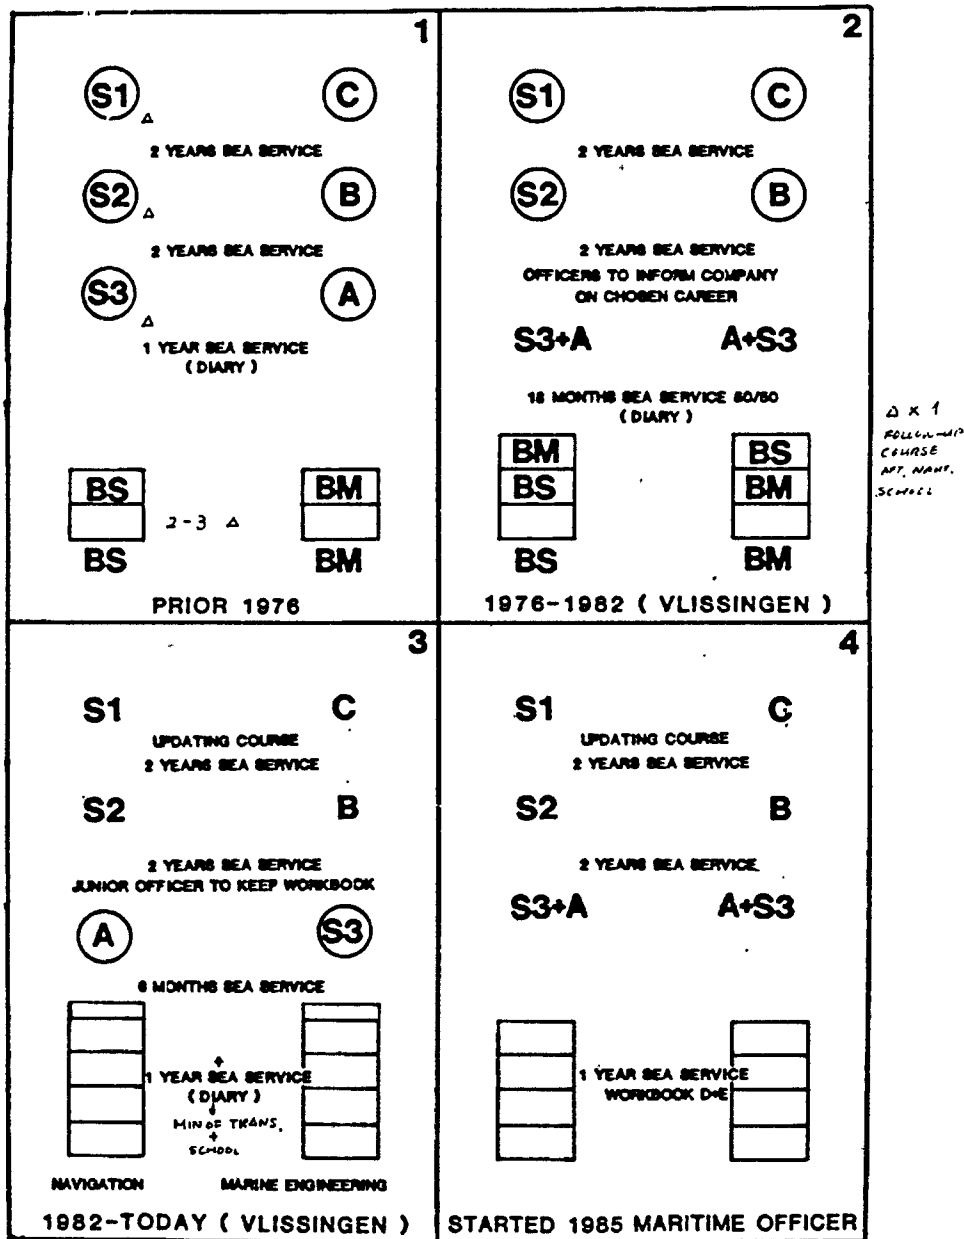 1
S1 C
Δ
2 YEARS SEA SERVICE
S2 B
Δ
2 YEARS SEA SERVICE
S3 A
Δ
1 YEAR SEA SERVICE
( DIARY )
BS BM
2-3 Δ
BS BM
PRIOR 1976
2
S1 C
2 YEARS SEA SERVICE
S2 B
2 YEARS SEA SERVICE
OFFICERS TO INFORM COMPANY
ON CHOSEN CAREER
S3+A A+S3
18 MONTHS SEA SERVICE 50/50
( DIARY )
BM BS
BS BM
BS BM
1976-1982 ( VLISSINGEN )
Δ x 1
FOLLOW-UP
COURSE
NAUT.
SCHOOL
3
S1 C
UPDATING COURSE
2 YEARS SEA SERVICE
S2 B
2 YEARS SEA SERVICE
JUNIOR OFFICER TO KEEP WORKBOOK
A S3
6 MONTHS SEA SERVICE
+
1 YEAR SEA SERVICE
( DIARY )
MIN OF TRANS.
+
SCHOOL
NAVIGATION MARINE ENGINEERING
1982-TODAY ( VLISSINGEN )
4
S1 C
UPDATING COURSE
2 YEARS SEA SERVICE
S2 B
2 YEARS SEA SERVICE
S3+A A+S3
1 YEAR SEA SERVICE
WORKBOOK D+E
STARTED 1985 MARITIME OFFICER